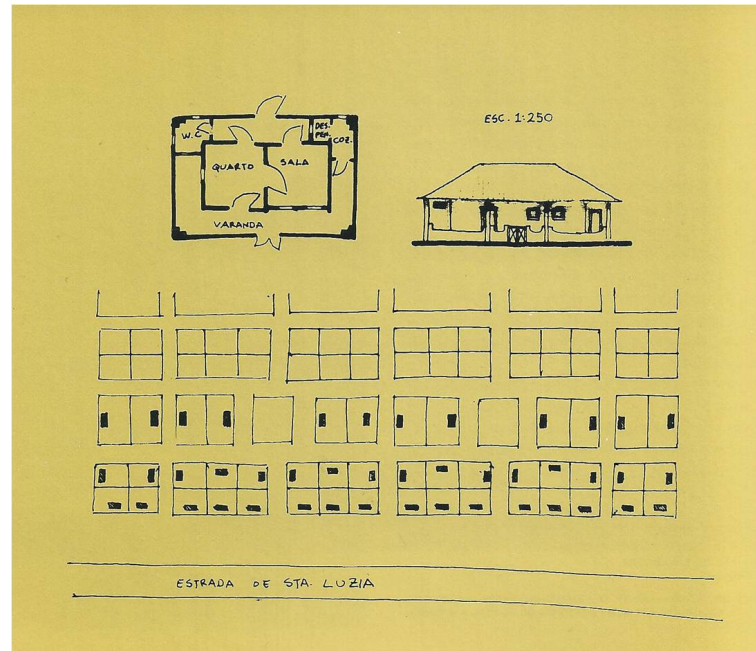 ESC. 1:250
W.C
DES-
PEN.
COZ.
QUARTO
SALA
VARANDA
ESTRADA DE STA. LUZIA